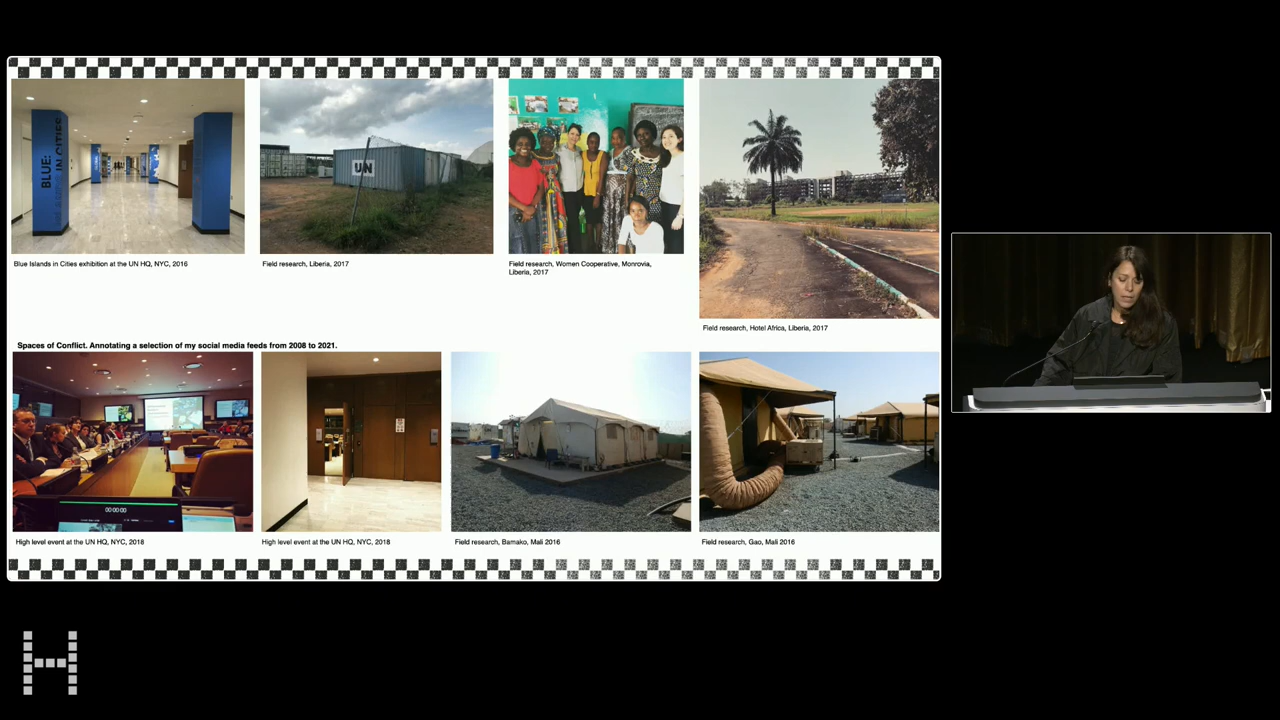 BLUE:
IN CITIES
UN
Blue Islands in Cities exhibition at the UN HQ, NYC, 2016
Field research, Liberia, 2017
Field research, Women Cooperative, Monrovia,
Liberia, 2017
Field research, Hotel Africa, Liberia, 2017
Spaces of Conflict. Annotating a selection of my social media feeds from 2008 to 2021.
00:00:00
High level event at the UN HQ, NYC, 2018
High level event at the UN HQ, NYC, 2018
Field research, Bamako, Mali 2016
Field research, Gao, Mali 2016
H